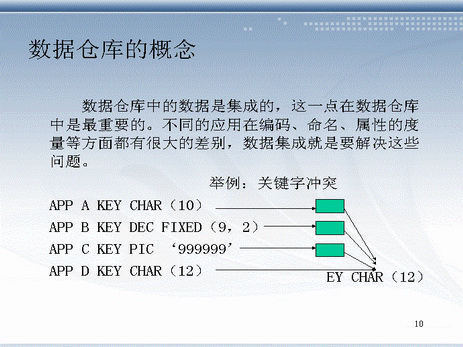 数据仓库的概念
数据仓库中的数据是集成的，这一点在数据仓库
中是最重要的。不同的应用在编码、命名、属性的度
量等方面都有很大的差别，数据集成就是要解决这些
问题。
举例：关键字冲突
APP A KEY CHAR（10）
APP B KEY DEC FIXED（9，2）
APP C KEY PIC ‘999999’
APP D KEY CHAR（12）
EY CHAR（12）
10